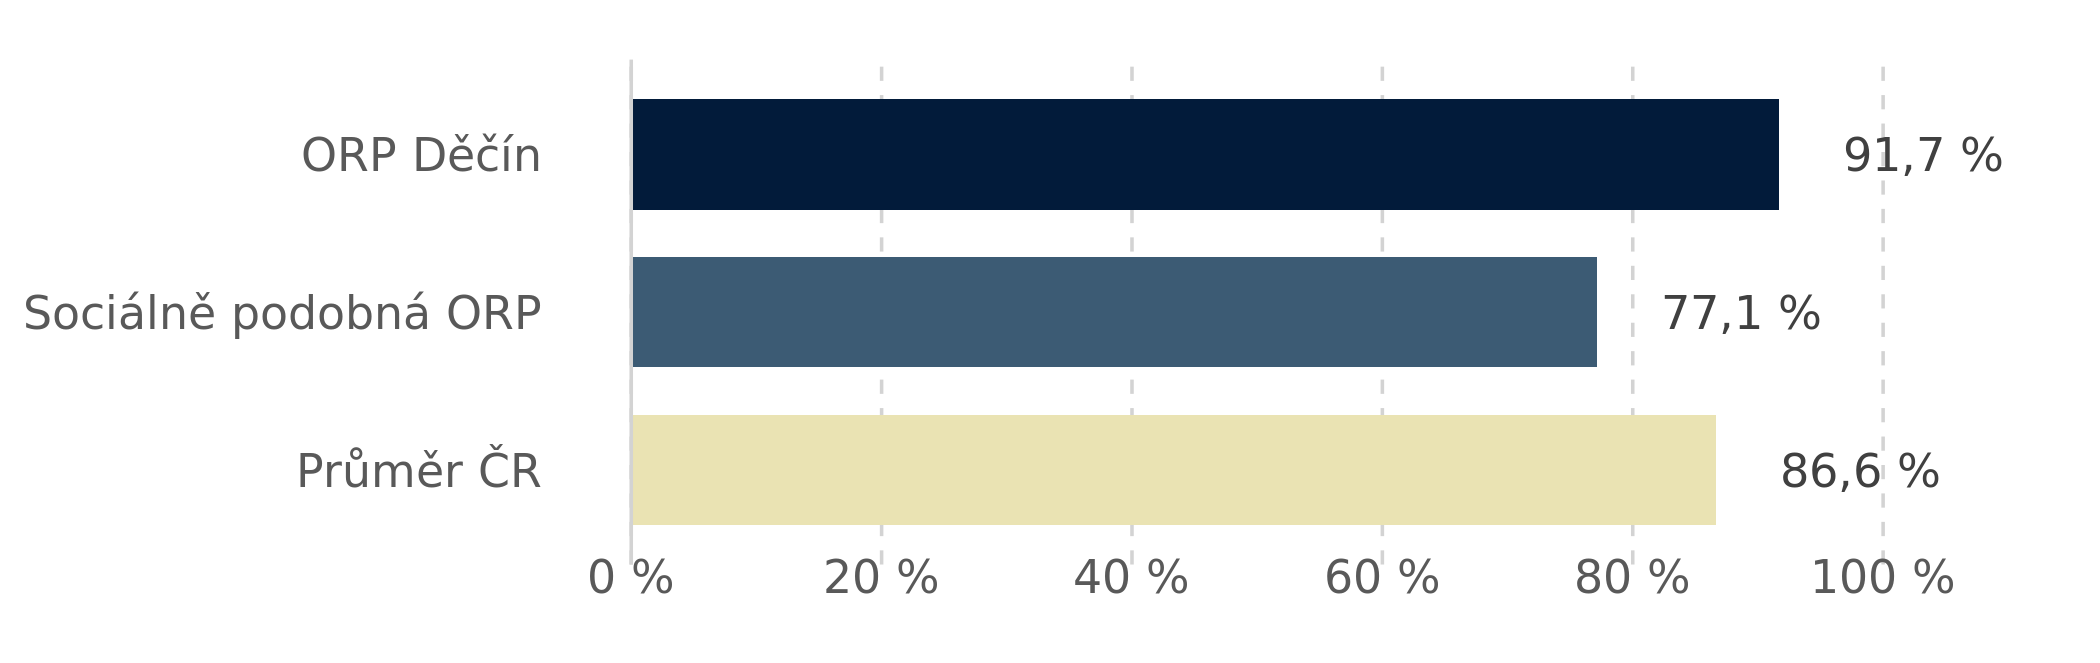 ORP Děčín
91,7 %
Sociálně podobná ORP
77,1 %
Průměr ČR
86,6 %
0 % 20 % 40 % 60 % 80 % 100 %